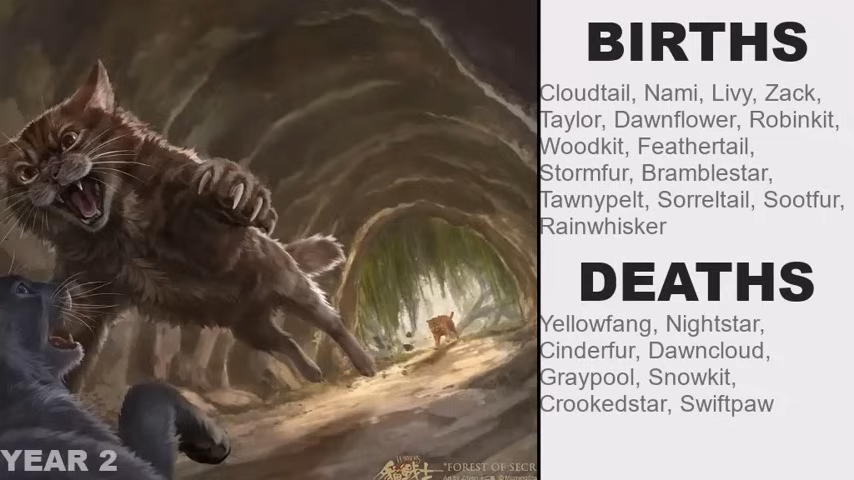 BIRTHS
Cloudtail, Nami, Livy, Zack,
Taylor, Dawnflower, Robinkit,
Woodkit, Feathertail,
Stormfur, Bramblestar,
Tawnypelt, Sorreltail, Sootfur,
Rainwhisker
DEATHS
Yellowfang, Nightstar,
Cinderfur, Dawncloud,
Graypool, Snowkit,
Crookedstar, Swiftpaw
YEAR 2
"FOREST OF SECR